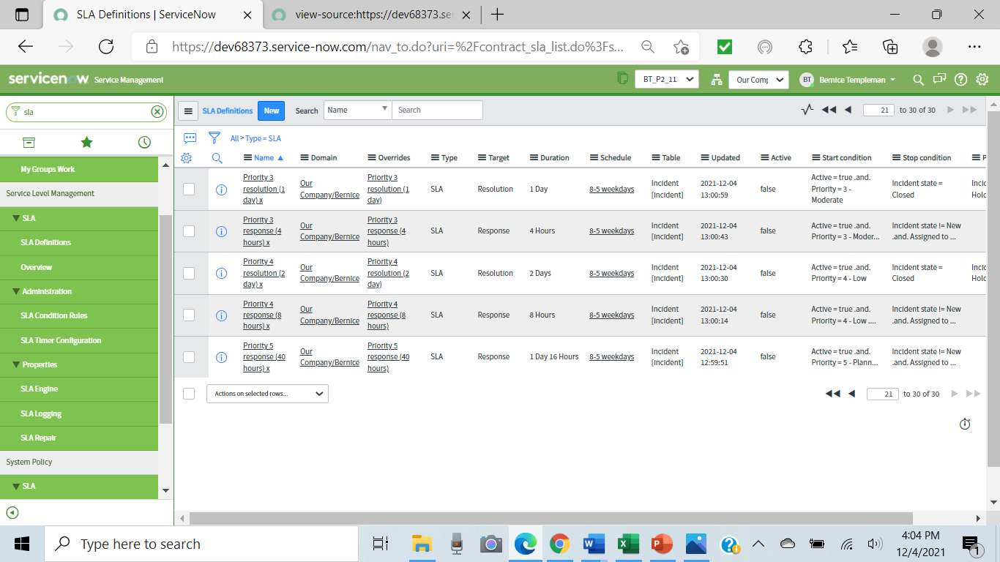 SLA Definitions | ServiceNow
view-source:https://dev68373.se
https://dev68373.service-now.com/nav_to.do?uri=%2Fcontract_sla_list.do%3Fs...
servicenow Service Management
BT_P2_11
Our Comp
BT Bernice Templeman
sla
SLA Definitions New Search Name Search
21 to 30 of 30
All > Type = SLA
Name Domain Overrides Type Target Duration Schedule Table Updated Active Start condition Stop condition P
My Groups Work
Service Level Management
SLA
SLA Definitions
Overview
Administration
SLA Condition Rules
SLA Timer Configuration
Properties
SLA Engine
SLA Logging
SLA Repair
System Policy
SLA
Priority 3 Priority 3 Active = true .and.
resolution (1 Our resolution (1 SLA Resolution 1 Day 8-5 weekdays Incident 2021-12-04 false Priority = 3 - Incident state = Incic
day) x Company/Bernice day) [incident] 13:00:59 Moderate Closed Holc
Priority 3 Priority 3
response (4 Our response (4 SLA Response 4 Hours 8-5 weekdays Incident 2021-12-04 false Active = true .and. Incident state != New
hours) x Company/Bernice hours) [incident] 13:00:43 Priority = 3 - Moder... .and. Assigned to ...
Priority 4 Priority 4
resolution (2 Our resolution (2 SLA Resolution 2 Days 8-5 weekdays Incident 2021-12-04 false Active = true .and. Incident state = Incic
day) x Company/Bernice day) [incident] 13:00:30 Priority = 4 - Low Closed Holc
Priority 4 Priority 4
response (8 Our response (8 SLA Response 8 Hours 8-5 weekdays Incident 2021-12-04 false Active = true .and. Incident state != New
hours) x Company/Bernice hours) [incident] 13:00:14 Priority = 4 - Low .... .and. Assigned to ...
Priority 5 Priority 5
response (40 Our response (40 SLA Response 1 Day 16 Hours 8-5 weekdays Incident 2021-12-04 false Active = true .and. Incident state != New
hours) x Company/Bernice hours) [incident] 12:59:51 Priority = 5 - Plann... .and. Assigned to ...
Actions on selected rows...
21 to 30 of 30
Type here to search
4:04 PM
12/4/2021
1